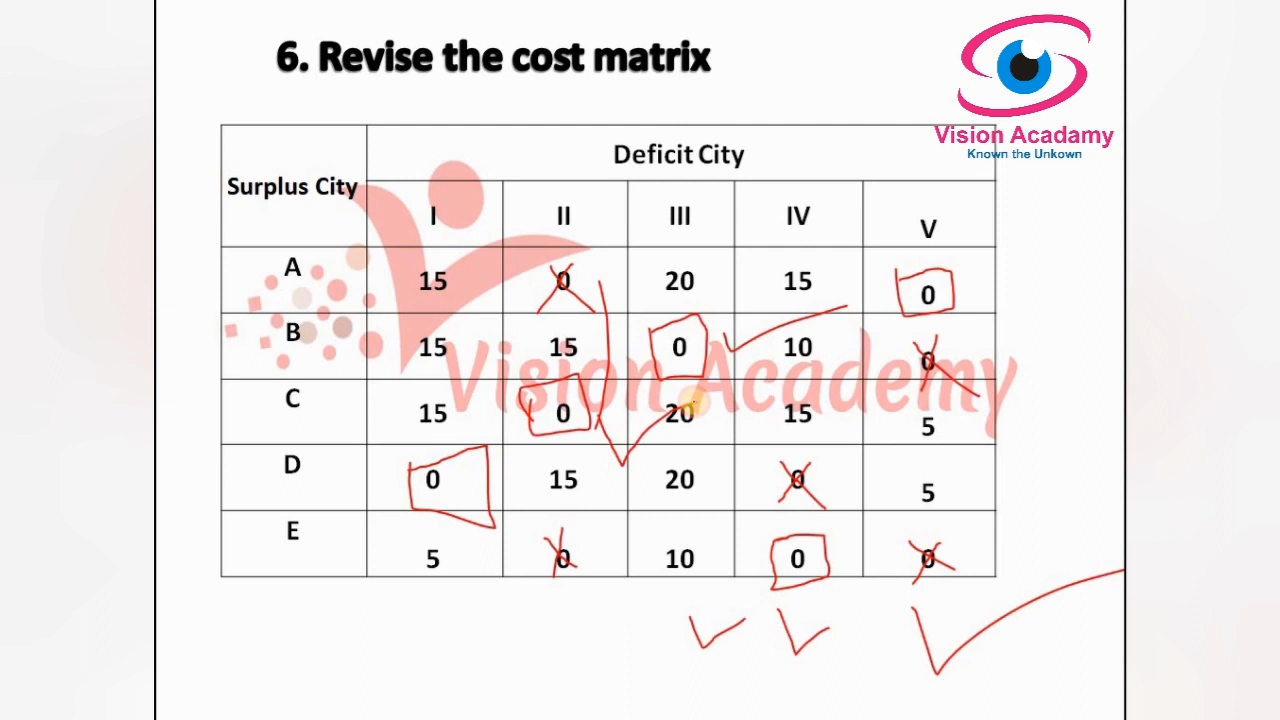 6. Revise the cost matrix
Vision Acadamy
Known the Unkown
Surplus City
Deficit City
I II III IV V
A 15 0 20 15 0
B 15 15 0 10 0
C 15 0 20 15 5
D 0 15 20 0 5
E 5 0 10 0 0
Vision Academy